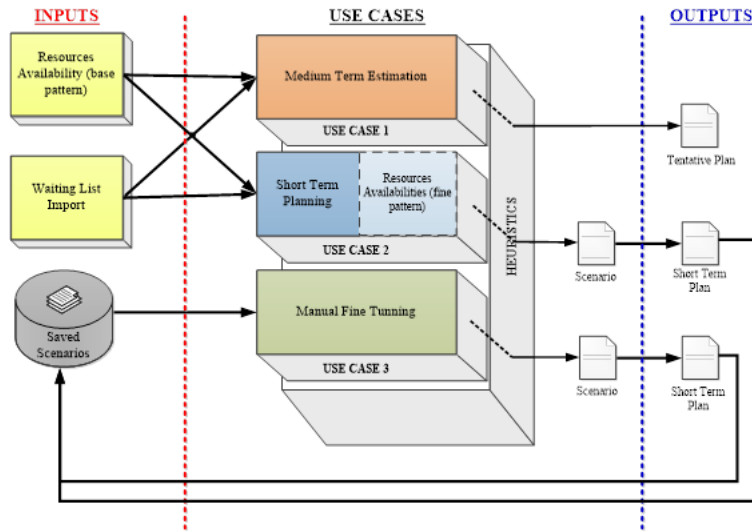 INPUTS
USE CASES
OUTPUTS
Resources
Availability (base
pattern)
Medium Term Estimation
USE CASE 1
Tentative Plan
Waiting List
Import
Short Term
Planning
Resources
Availabilities (fine
pattern)
USE CASE 2
HEURISTICS
Scenario
Short Term
Plan
Saved
Scenarios
Manual Fine Tunning
USE CASE 3
Scenario
Short Term
Plan